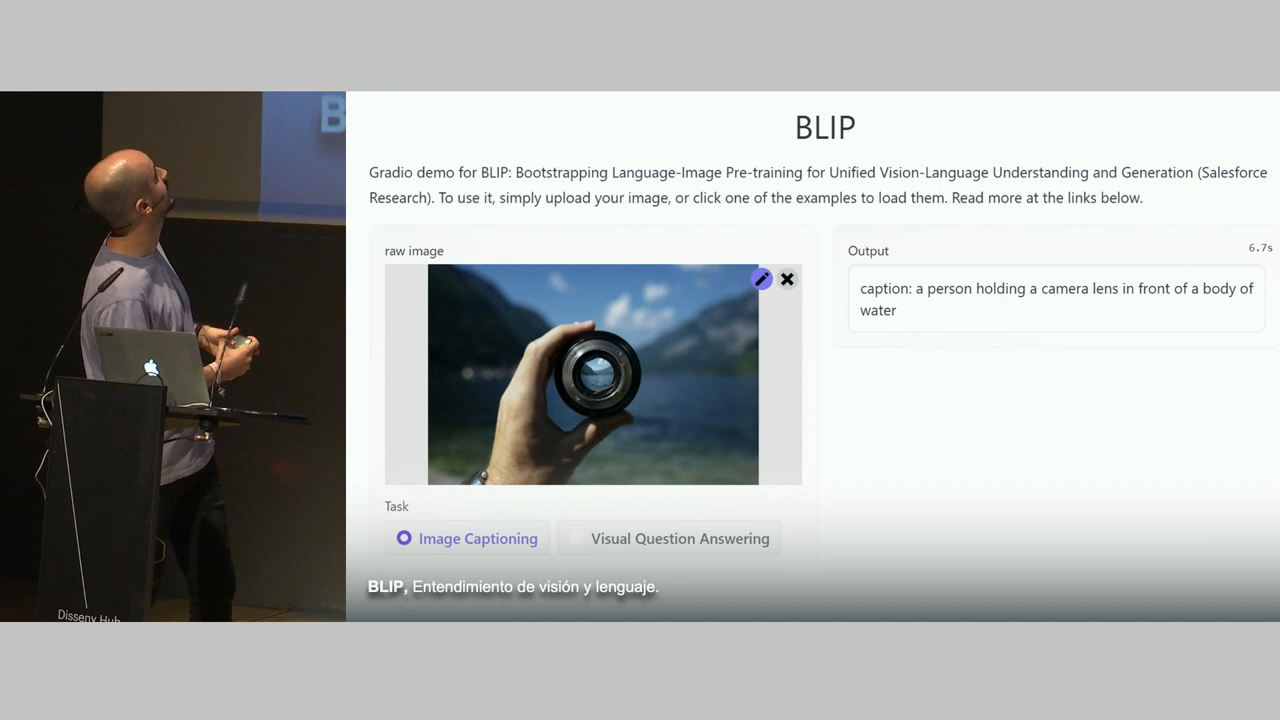 B
BLIP
Gradio demo for BLIP: Bootstrapping Language-Image Pre-training for Unified Vision-Language Understanding and Generation (Salesforce
Research). To use it, simply upload your image, or click one of the examples to load them. Read more at the links below.
raw image
Output
6.7s
caption: a person holding a camera lens in front of a body of
water
Task
Image Captioning
Visual Question Answering
BLIP, Entendimiento de visión y lenguaje.
Disseny Hub